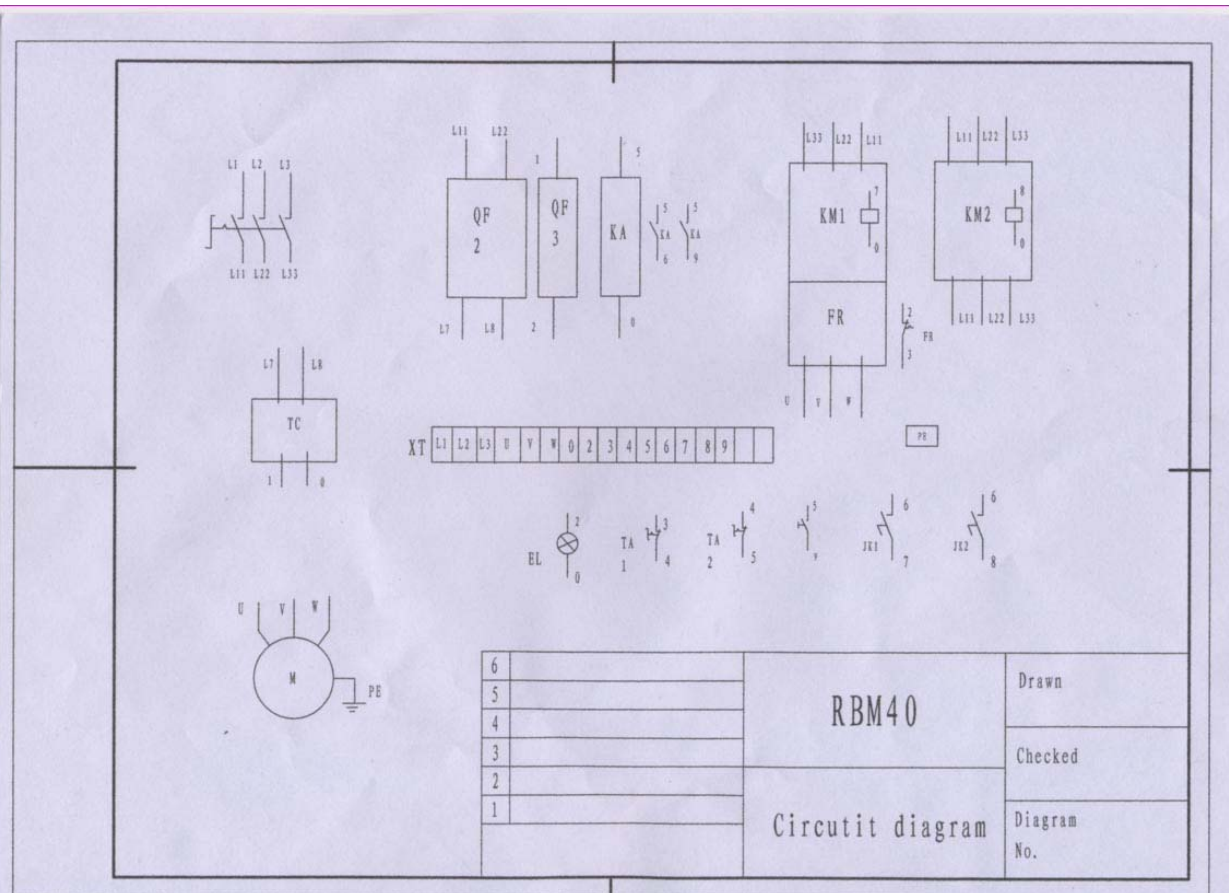 L11 L22 1 5
L33 L22 L11
L11 L22 L33
L1 L2 L3
QF
2
QF
3
KA
5 5
KA KA
6 9
KM1
7
0
KM2
8
0
L11 L22 L33
L7 L8 2 0
FR
2
FR
3
L11 L22 L33
L7 L8
TC
1 0
U V W
XT L1 L2 L3 U V W 0 2 3 4 5 6 7 8 9
PE
EL
2
0
TA
1
3
4
TA
2
4
5
5
9
JK1
6
7
JK2
6
8
U V W
M
PE
6
5
4
3
2
1
RBM40
Circutit diagram
Drawn
Checked
Diagram
No.